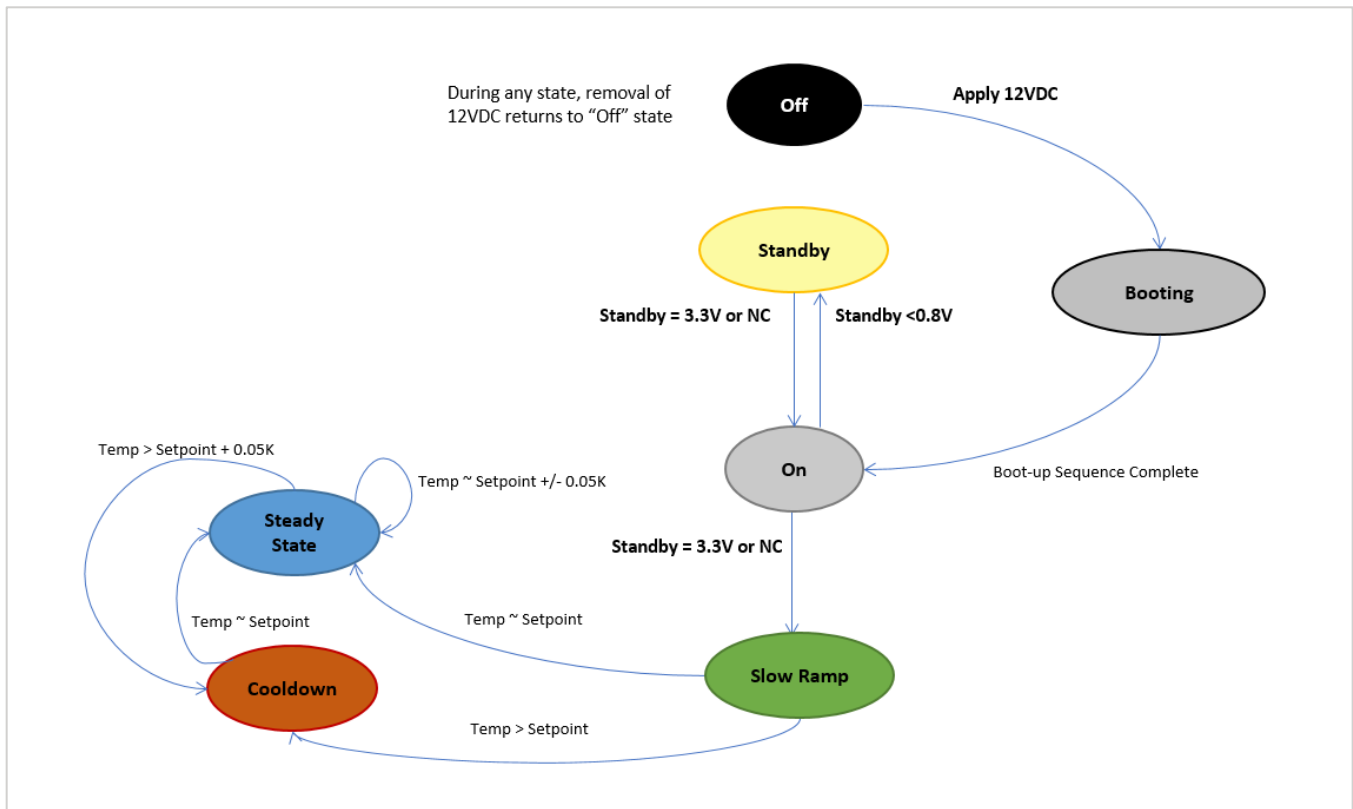 During any state, removal of
12VDC returns to “Off” state
Off
Apply 12VDC
Standby
Booting
Standby = 3.3V or NC
Standby <0.8V
Temp > Setpoint + 0.05K
On
Boot-up Sequence Complete
Temp ~ Setpoint +/- 0.05K
Steady
State
Standby = 3.3V or NC
Temp ~ Setpoint
Temp ~ Setpoint
Cooldown
Slow Ramp
Temp > Setpoint